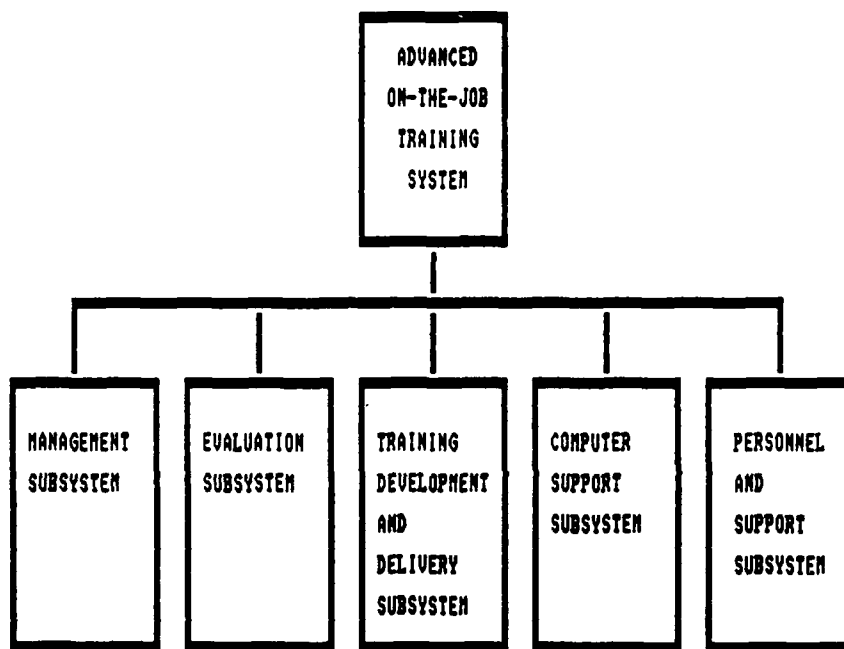 ADVANCED
ON-THE-JOB
TRAINING
SYSTEM
MANAGEMENT
SUBSYSTEM
EVALUATION
SUBSYSTEM
TRAINING
DEVELOPMENT
AND
DELIVERY
SUBSYSTEM
COMPUTER
SUPPORT
SUBSYSTEM
PERSONNEL
AND
SUPPORT
SUBSYSTEM